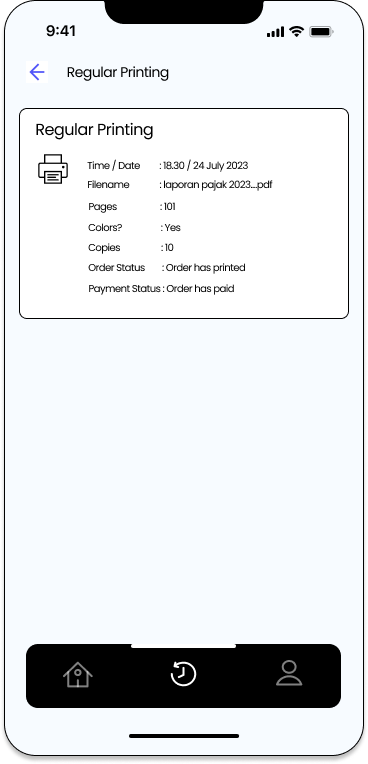 9:41
Regular Printing
Regular Printing
Time / Date : 18.30 / 24 July 2023
Filename : laporan pajak 2023...pdf
Pages : 101
Colors? : Yes
Copies : 10
Order Status : Order has printed
Payment Status : Order has paid